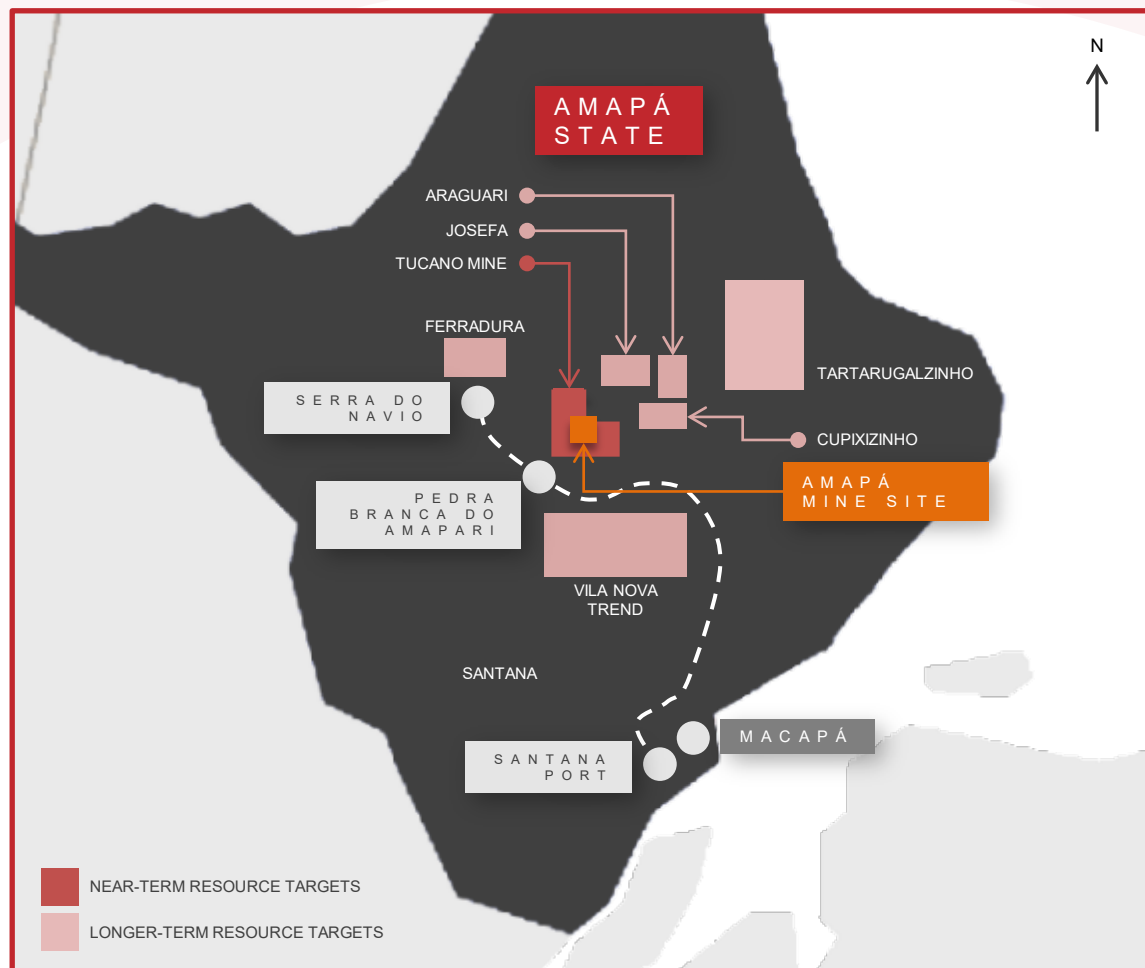 N
AMAPÁ
STATE
ARAGUARI
JOSEFA
TUCANO MINE
FERRADURA
TARTARUGALZINHO
SERRA DO
NAVIO
CUPIXIZINHO
AMAPÁ
MINE SITE
PEDRA
BRANCA DO
AMAPARI
VILA NOVA
TREND
SANTANA
MACAPÁ
SANTANA
PORT
NEAR-TERM RESOURCE TARGETS
LONGER-TERM RESOURCE TARGETS